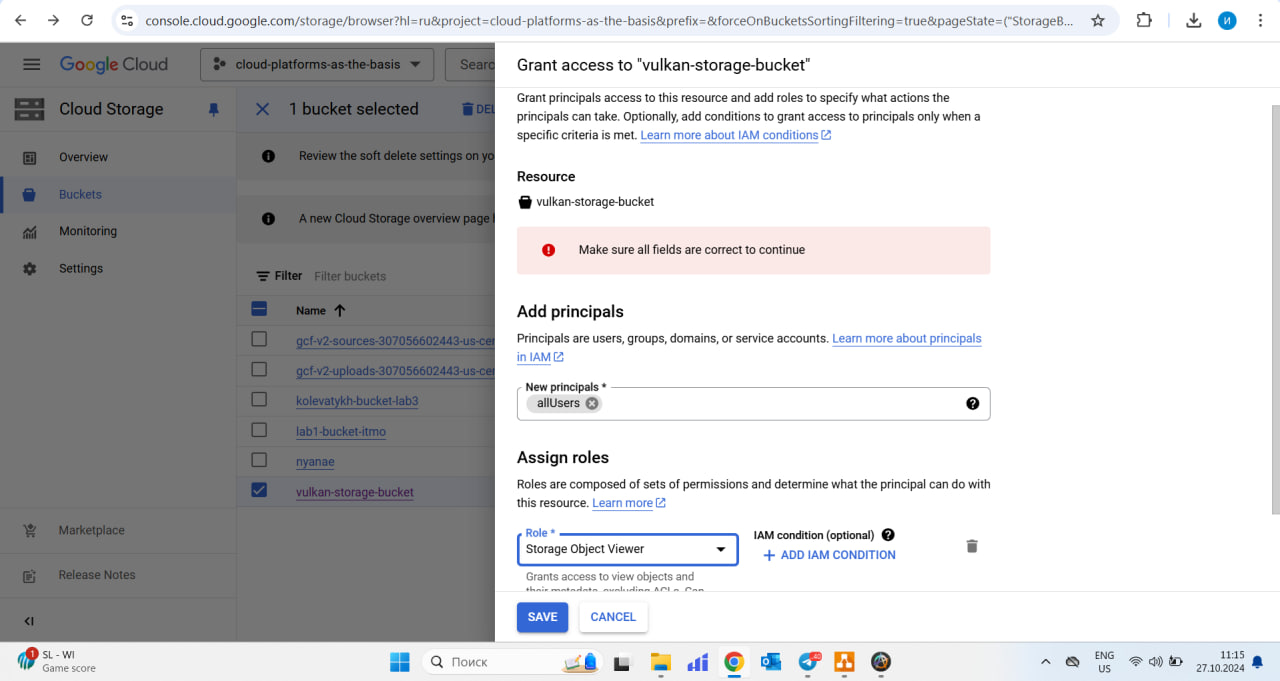 console.cloud.google.com/storage/browser?hl=ru&project=cloud-platforms-as-the-basis&prefix=&forceOnBucketsSortingFiltering=true&pageState=("StorageB...
И
Google Cloud
cloud-platforms-as-the-basis
Searc
Cloud Storage
1 bucket selected
DEL
Overview
Buckets
Monitoring
Settings
Marketplace
Release Notes
Review the soft delete settings on yo
A new Cloud Storage overview page
Filter
Filter buckets
Name
gcf-v2-sources-307056602443-us-cen
gcf-v2-uploads-307056602443-us-cen
kolevatykh-bucket-lab3
lab1-bucket-itmo
nyanae
vulkan-storage-bucket
Grant access to "vulkan-storage-bucket"
Grant principals access to this resource and add roles to specify what actions the
principals can take. Optionally, add conditions to grant access to principals only when a
specific criteria is met. Learn more about IAM conditions
Resource
vulkan-storage-bucket
Make sure all fields are correct to continue
Add principals
Principals are users, groups, domains, or service accounts. Learn more about principals
in IAM
New principals *
allUsers
Assign roles
Roles are composed of sets of permissions and determine what the principal can do with
this resource. Learn more
Role *
Storage Object Viewer
IAM condition (optional)
ADD IAM CONDITION
Grants access to view objects and
their metadata, excluding ACLs. Can
SAVE
CANCEL
1
SL - WI
Game score
Поиск
ENG
US
11:15
27.10.2024